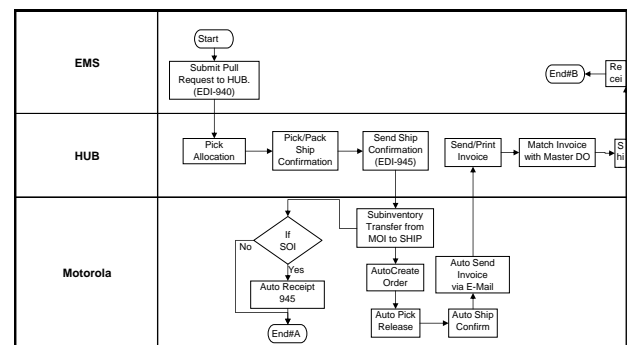 EMS
Start
Submit Pull
Request to HUB.
(EDI-940)
End#B
Re
cei
HUB
Pick
Allocation
Pick/Pack
Ship
Confirmation
Send Ship
Confirmation
(EDI-945)
Send/Print
Invoice
Match Invoice
with Master DO
S
hi
Motorola
If
SOI
No
Yes
Auto Receipt
945
End#A
Subinventory
Transfer from
MOI to SHIP
AutoCreate
Order
Auto Pick
Release
Auto Ship
Confirm
Auto Send
Invoice
via E-Mail